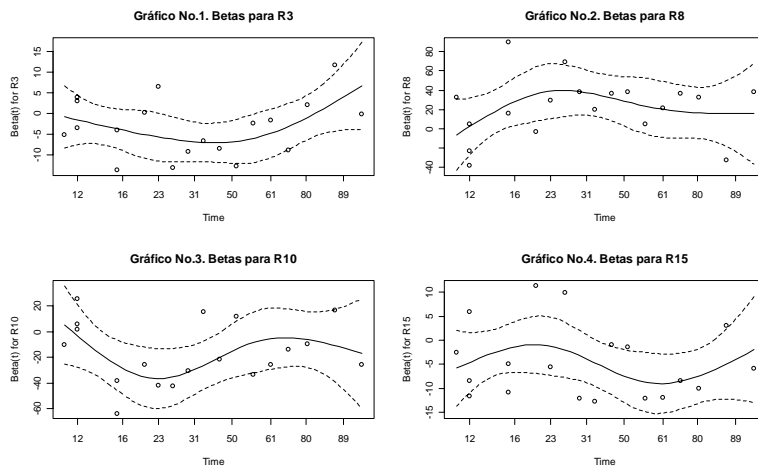 Gráfico No.1. Betas para R3
Beta(t) for R3
15
10
5
0
-5
-10
12 16 23 31 50 61 80 89
Time
Gráfico No.2. Betas para R8
Beta(t) for R8
80
60
40
20
0
-40
12 16 23 31 50 61 80 89
Time
Gráfico No.3. Betas para R10
Beta(t) for R10
20
0
-20
-40
-60
12 16 23 31 50 61 80 89
Time
Gráfico No.4. Betas para R15
Beta(t) for R15
10
5
0
-5
-10
-15
12 16 23 31 50 61 80 89
Time